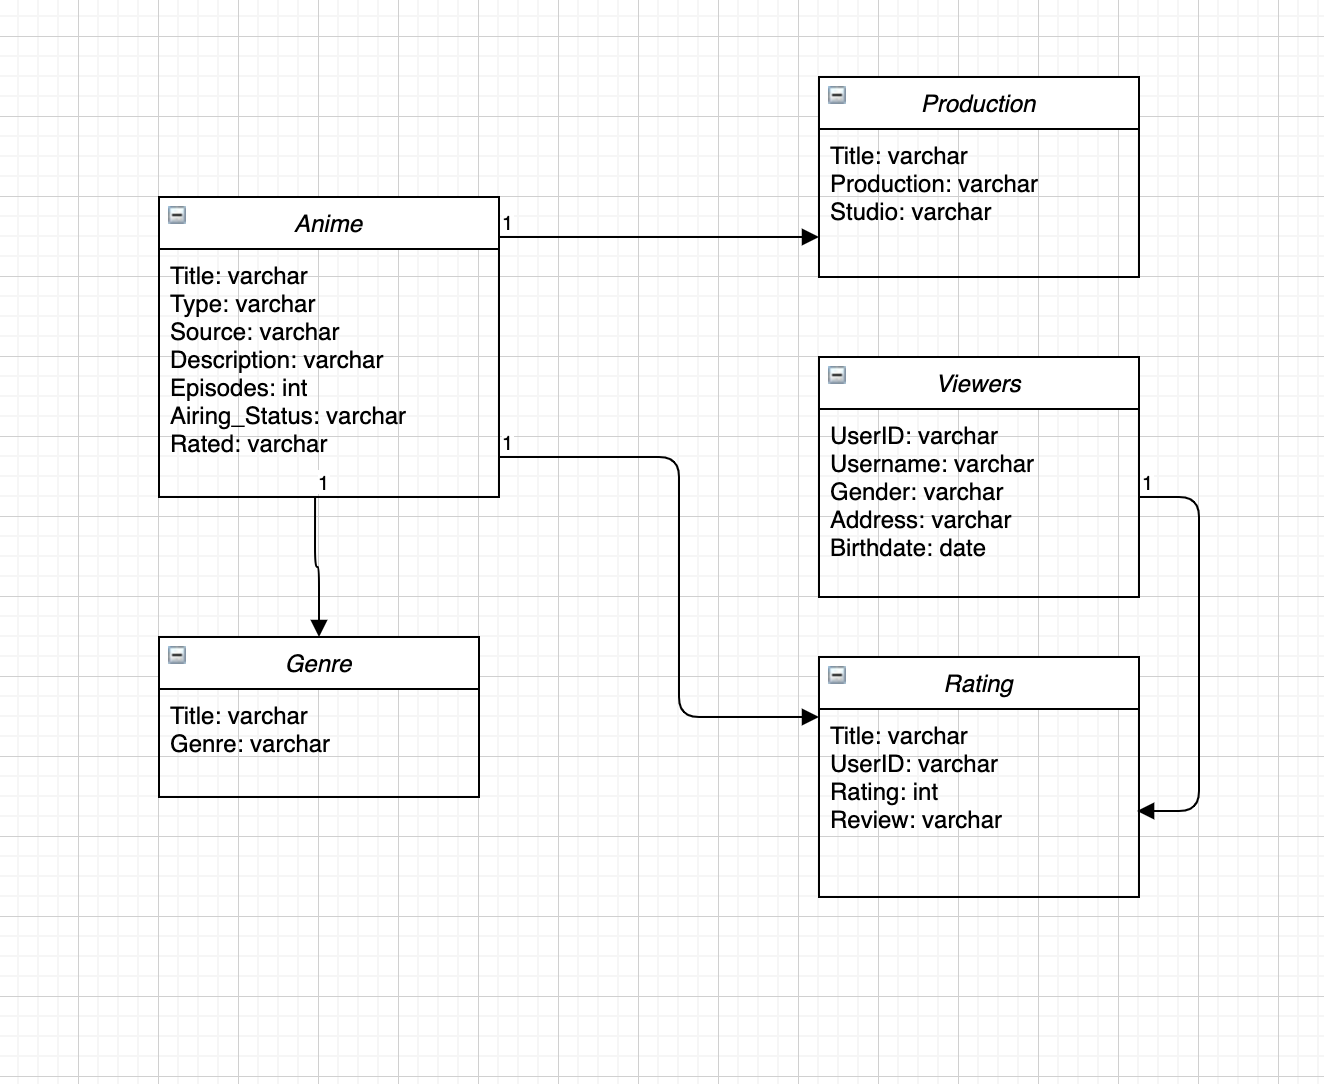 Production
Title: varchar
Production: varchar
Studio: varchar
Anime
1
Title: varchar
Type: varchar
Source: varchar
Description: varchar
Episodes: int
Airing_Status: varchar
Rated: varchar
1
1
Viewers
UserID: varchar
Username: varchar
Gender: varchar
Address: varchar
Birthdate: date
1
Genre
Title: varchar
Genre: varchar
Rating
Title: varchar
UserID: varchar
Rating: int
Review: varchar